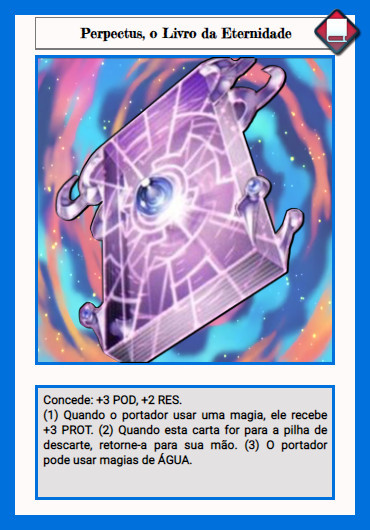 Perpectus, o Livro da Eternidade
Concede: +3 POD, +2 RES.
(1) Quando o portador usar uma magia, ele recebe
+3 PROT. (2) Quando esta carta for para a pilha de
descarte, retorne-a para sua mão. (3) O portador
pode usar magias de ÁGUA.